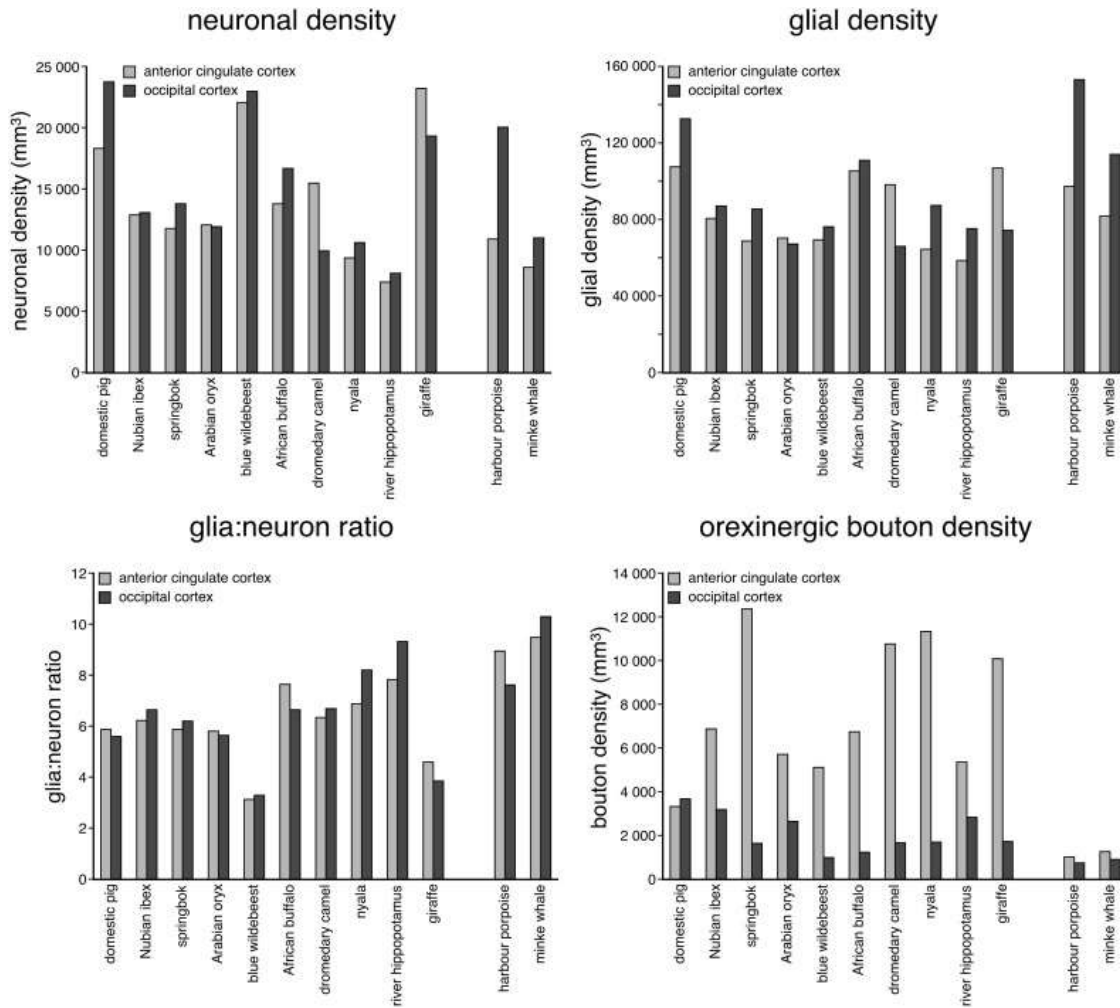 neuronal density
25 000
20 000
15 000
10 000
5 000
0
neuronal density (mm³)
anterior cingulate cortex
occipital cortex
domestic pig
Nubian ibex
springbok
Arabian oryx
blue wildebeest
African buffalo
dromedary camel
nyala
river hippopotamus
giraffe
harbour porpoise
minke whale
glial density
160 000
120 000
80 000
40 000
0
glial density (mm³)
anterior cingulate cortex
occipital cortex
domestic pig
Nubian ibex
springbok
Arabian oryx
blue wildebeest
African buffalo
dromedary camel
nyala
river hippopotamus
giraffe
harbour porpoise
minke whale
glia:neuron ratio
12
10
8
6
4
2
0
glia:neuron ratio
anterior cingulate cortex
occipital cortex
domestic pig
Nubian ibex
springbok
Arabian oryx
blue wildebeest
African buffalo
dromedary camel
nyala
river hippopotamus
giraffe
harbour porpoise
minke whale
orexinergic bouton density
14 000
12 000
10 000
8 000
6 000
4 000
2 000
0
bouton density (mm³)
anterior cingulate cortex
occipital cortex
domestic pig
Nubian ibex
springbok
Arabian oryx
blue wildebeest
African buffalo
dromedary camel
nyala
river hippopotamus
giraffe
harbour porpoise
minke whale